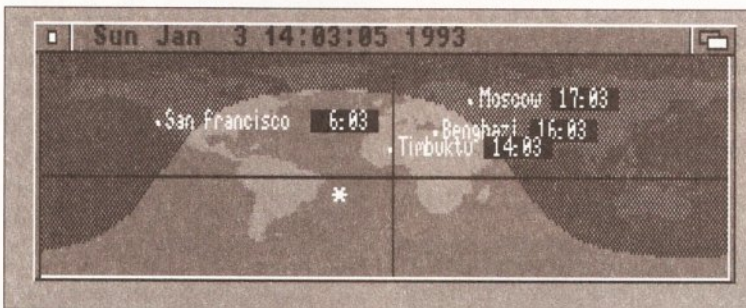 Sun Jan 3 14:03:05 1993
Moscow 17:03
San francisco 6:03
Benghazi 16:03
Timbuktu 14:03